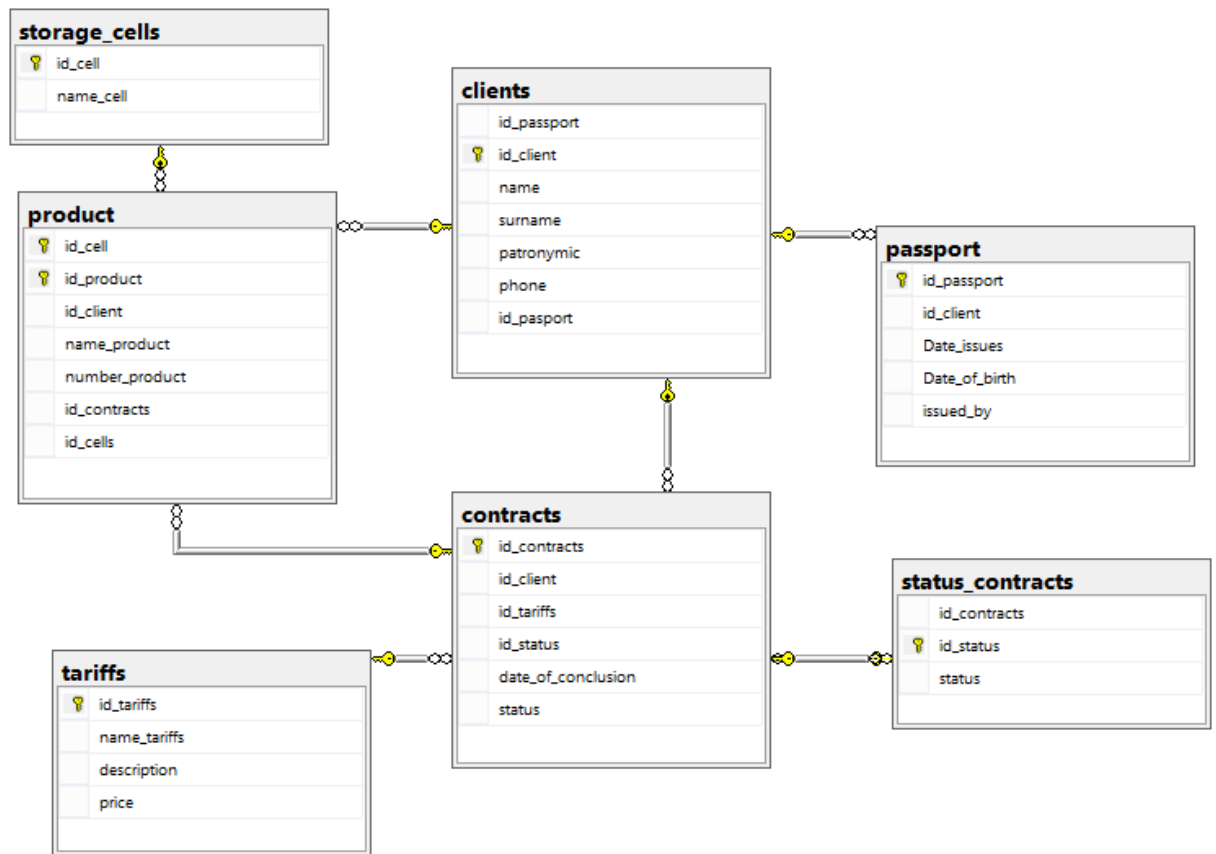 storage_cells
id_cell
name_cell
product
id_cell
id_product
id_client
name_product
number_product
id_contracts
id_cells
clients
id_passport
id_client
name
surname
patronymic
phone
id_pasport
passport
id_passport
id_client
Date_issues
Date_of_birth
issued_by
contracts
id_contracts
id_client
id_tariffs
id_status
date_of_conclusion
status
status_contracts
id_contracts
id_status
status
tariffs
id_tariffs
name_tariffs
description
price